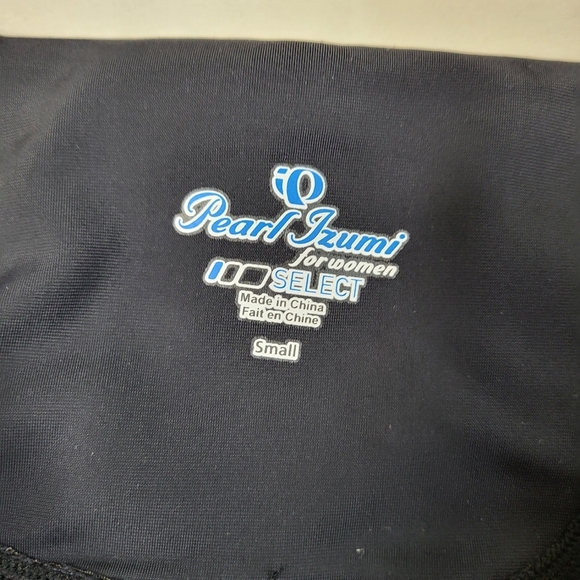 Pearl Izumi
for women
SELECT
Made in China
Fait en Chine
Small